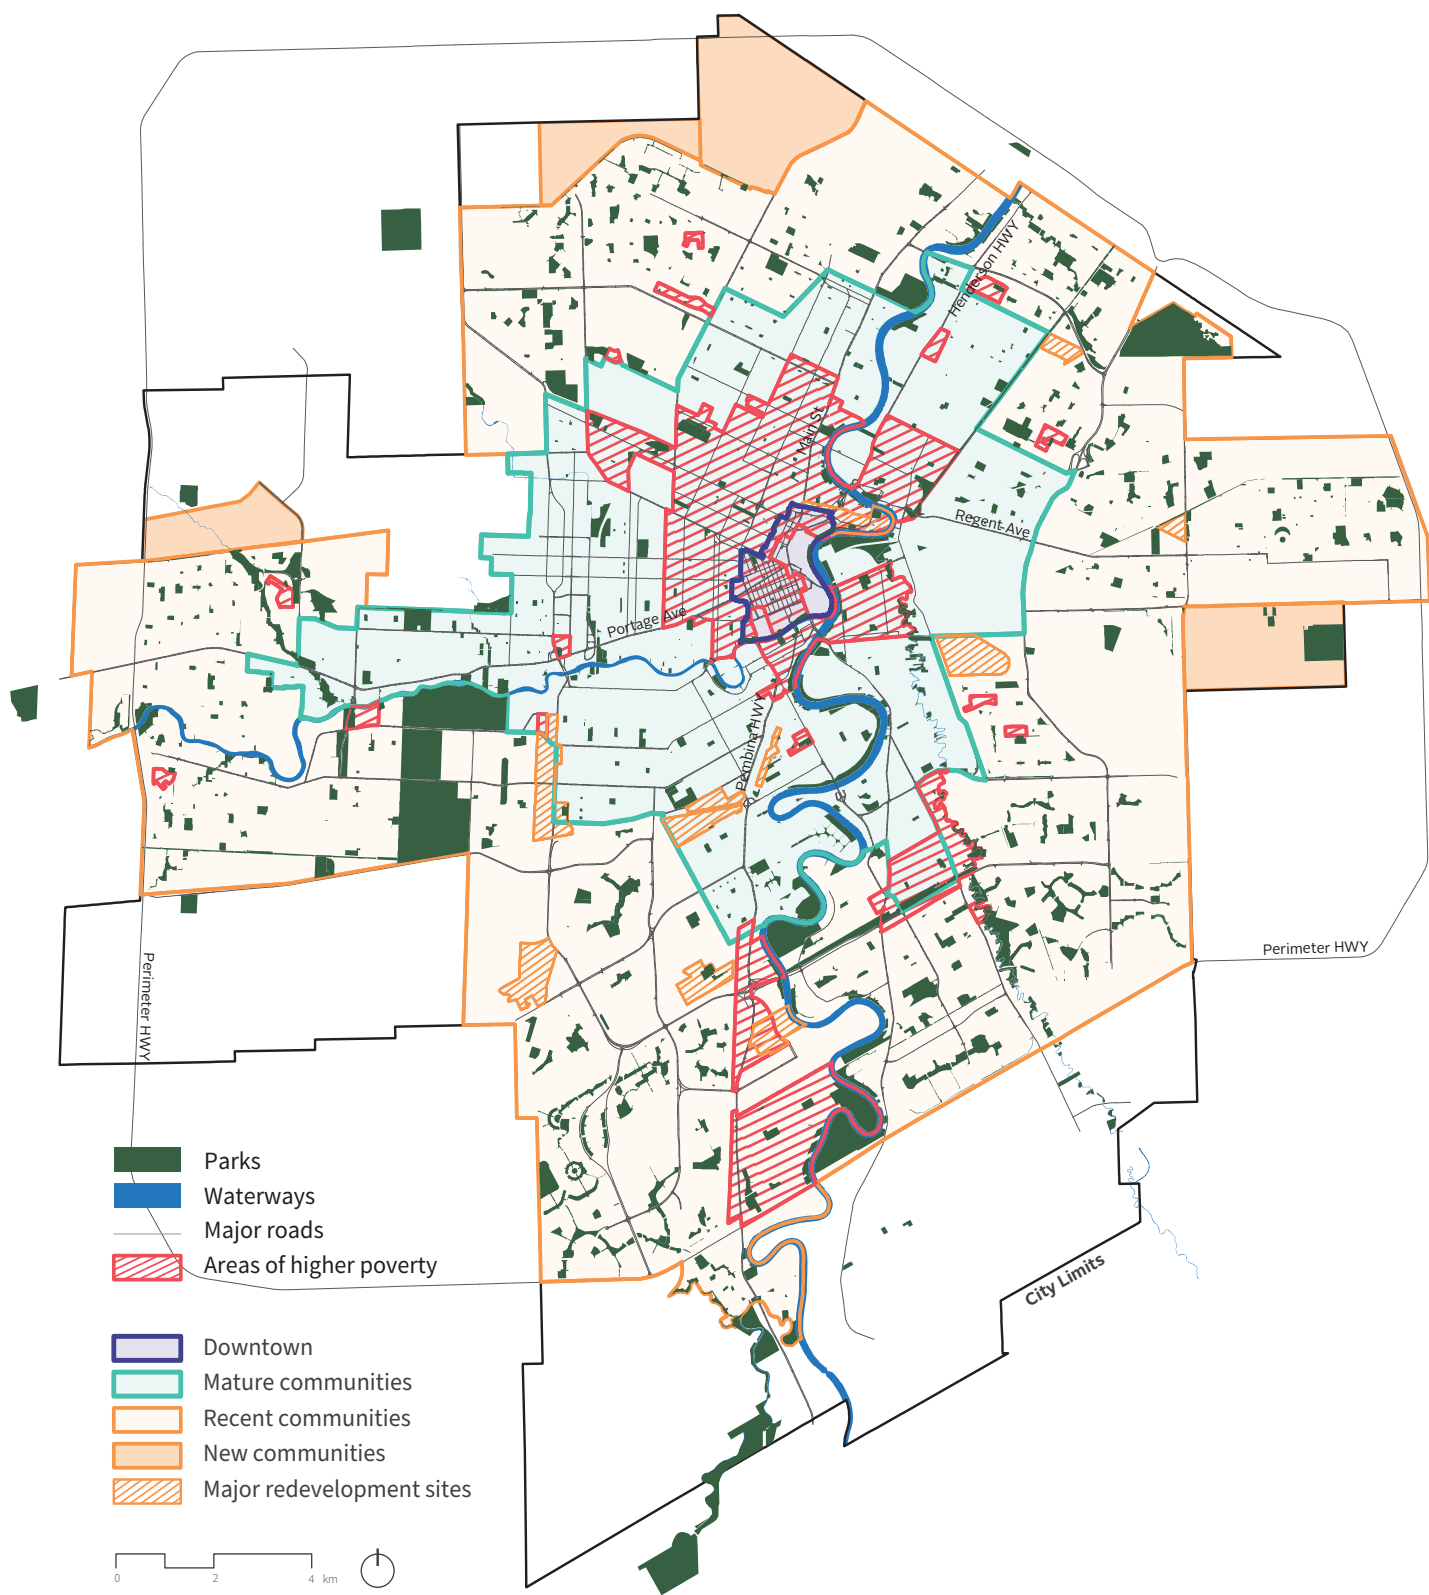 Henderson HWY
Main St
Regent Ave
Portage Ave
Pembina HWY
Perimeter HWY
Perimeter HWY
City Limits
Parks
Waterways
Major roads
Areas of higher poverty
Downtown
Mature communities
Recent communities
New communities
Major redevelopment sites
0 2 4 km